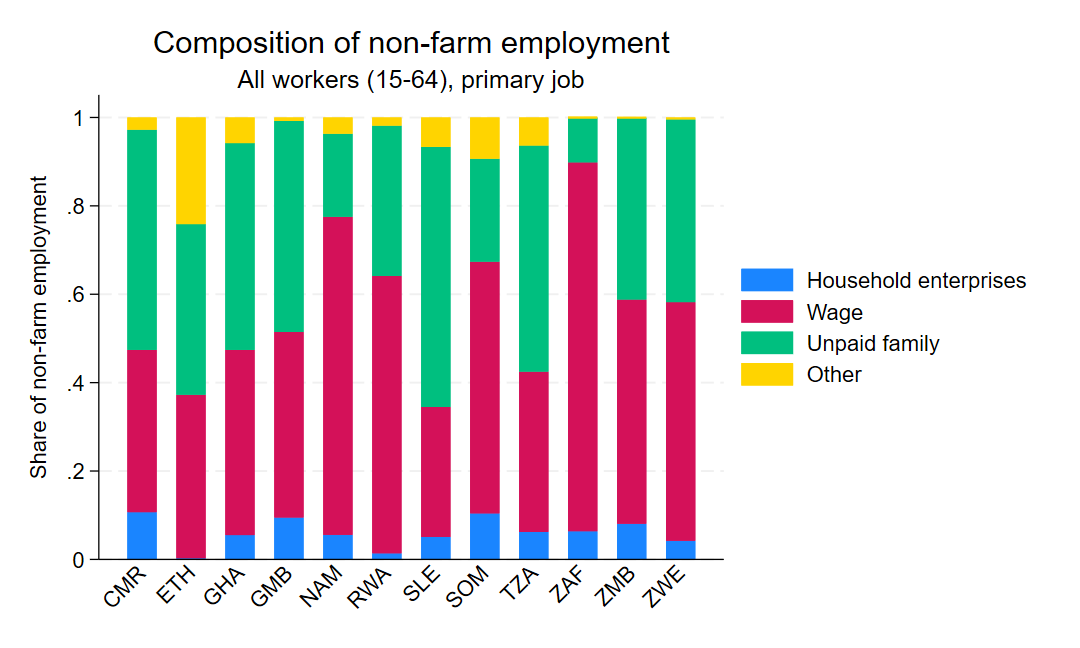 Composition of non-farm employment
All workers (15-64), primary job
Share of non-farm employment
1
.8
.6
.4
.2
0
CMR
ETH
GHA
GMB
NAM
RWA
SLE
SOM
TZA
ZAF
ZMB
ZWE
Household enterprises
Wage
Unpaid family
Other